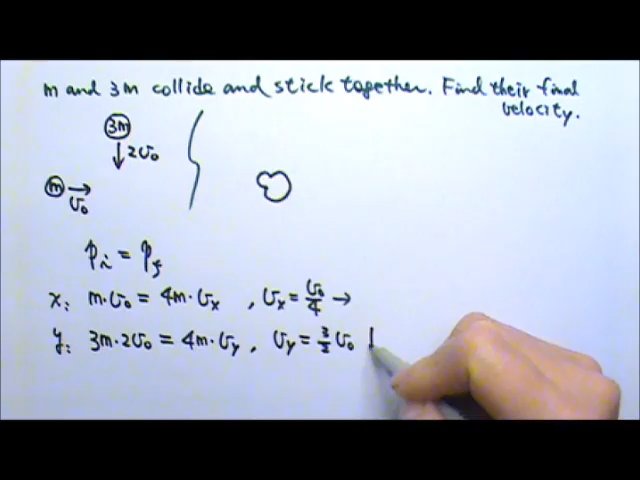 m and 3m collide and stick together. Find their final
velocity.
3m
2v₀
m
v₀
pᵢ = p_f
x: m·v₀ = 4m·vₓ , vₓ = v₀/4 →
y: 3m·2v₀ = 4m·v_y , v_y = 3/2 v₀